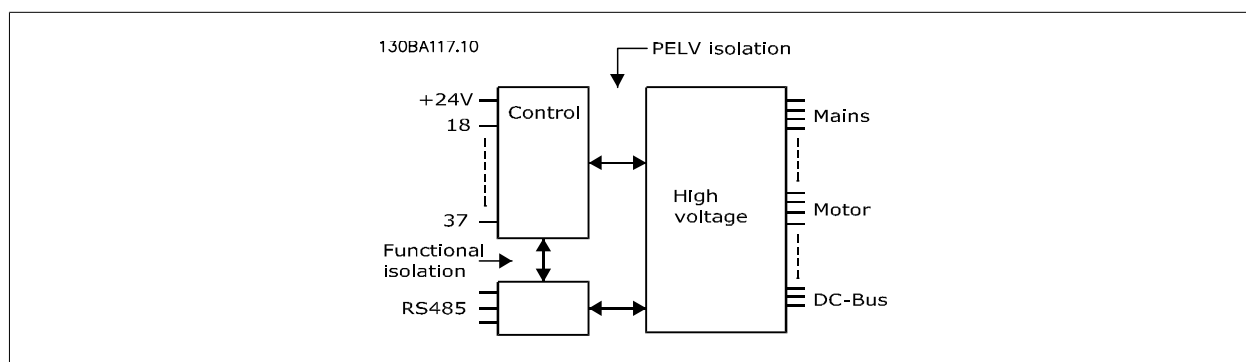 130BA117.10
PELV isolation
+24V
Control
18
Mains
High
voltage
37
Motor
Functional
isolation
RS485
DC-Bus